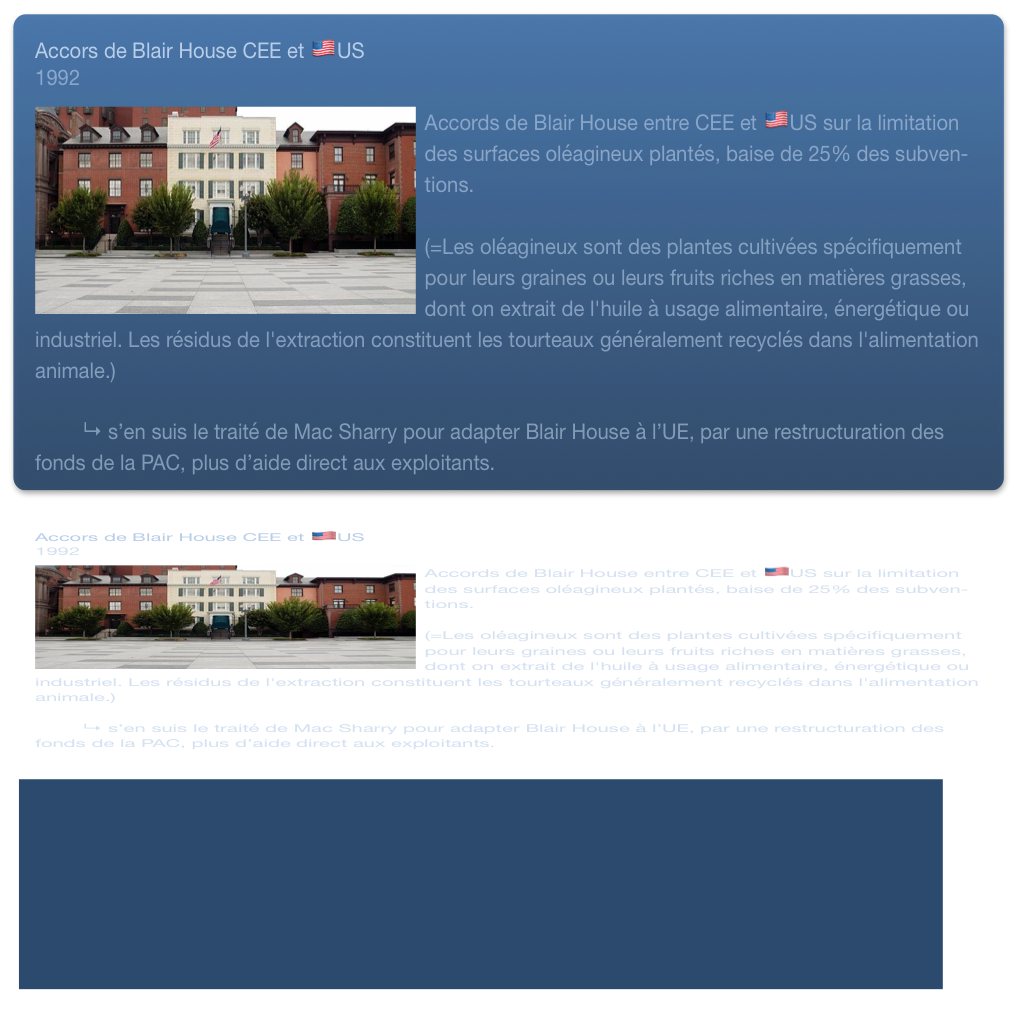 Accors de Blair House CEE et 🇺🇸US
1992
Accords de Blair House entre CEE et 🇺🇸US sur la limitation
des surfaces oléagineux plantés, baise de 25% des subven-
tions.
(=Les oléagineux sont des plantes cultivées spécifiquement
pour leurs graines ou leurs fruits riches en matières grasses,
dont on extrait de l'huile à usage alimentaire, énergétique ou
industriel. Les résidus de l'extraction constituent les tourteaux généralement recyclés dans l'alimentation
animale.)
↪ s’en suis le traité de Mac Sharry pour adapter Blair House à l’UE, par une restructuration des
fonds de la PAC, plus d’aide direct aux exploitants.
Accors de Blair House CEE et 🇺🇸US
1992
Accords de Blair House entre CEE et 🇺🇸US sur la limitation
des surfaces oléagineux plantés, baise de 25% des subven-
tions.
(=Les oléagineux sont des plantes cultivées spécifiquement
pour leurs graines ou leurs fruits riches en matières grasses,
dont on extrait de l'huile à usage alimentaire, énergétique ou
industriel. Les résidus de l'extraction constituent les tourteaux généralement recyclés dans l'alimentation
animale.)
↪ s’en suis le traité de Mac Sharry pour adapter Blair House à l’UE, par une restructuration des
fonds de la PAC, plus d’aide direct aux exploitants.